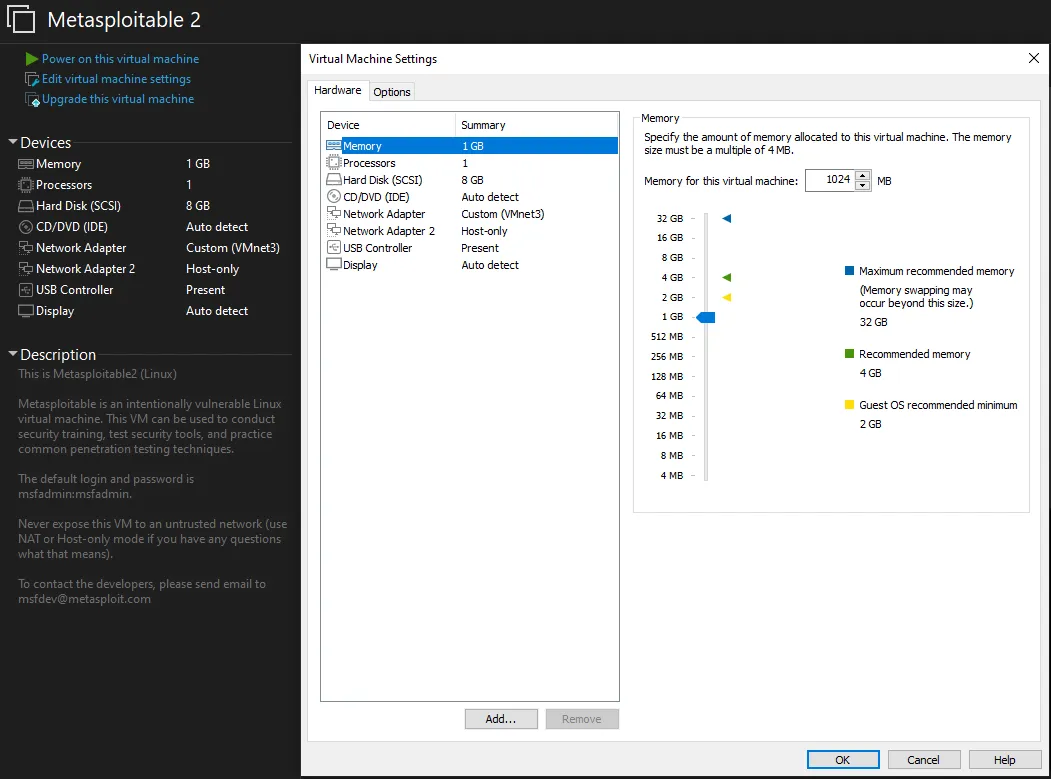 Metasploitable 2
Power on this virtual machine
Edit virtual machine settings
Upgrade this virtual machine
Devices
Memory 1 GB
Processors 1
Hard Disk (SCSI) 8 GB
CD/DVD (IDE) Auto detect
Network Adapter Custom (VMnet3)
Network Adapter 2 Host-only
USB Controller Present
Display Auto detect
Description
This is Metasploitable2 (Linux)
Metasploitable is an intentionally vulnerable Linux
virtual machine. This VM can be used to conduct
security training, test security tools, and practice
common penetration testing techniques.
The default login and password is
msfadmin:msfadmin.
Never expose this VM to an untrusted network (use
NAT or Host-only mode if you have any questions
what that means).
To contact the developers, please send email to
msfdev@metasploit.com
Virtual Machine Settings
Hardware Options
Device Summary
Memory 1 GB
Processors 1
Hard Disk (SCSI) 8 GB
CD/DVD (IDE) Auto detect
Network Adapter Custom (VMnet3)
Network Adapter 2 Host-only
USB Controller Present
Display Auto detect
Add... Remove
Memory
Specify the amount of memory allocated to this virtual machine. The memory
size must be a multiple of 4 MB.
Memory for this virtual machine: 1024 MB
32 GB
16 GB
8 GB
4 GB
2 GB
1 GB
512 MB
256 MB
128 MB
64 MB
32 MB
16 MB
8 MB
4 MB
Maximum recommended memory
(Memory swapping may
occur beyond this size.)
32 GB
Recommended memory
4 GB
Guest OS recommended minimum
2 GB
OK Cancel Help